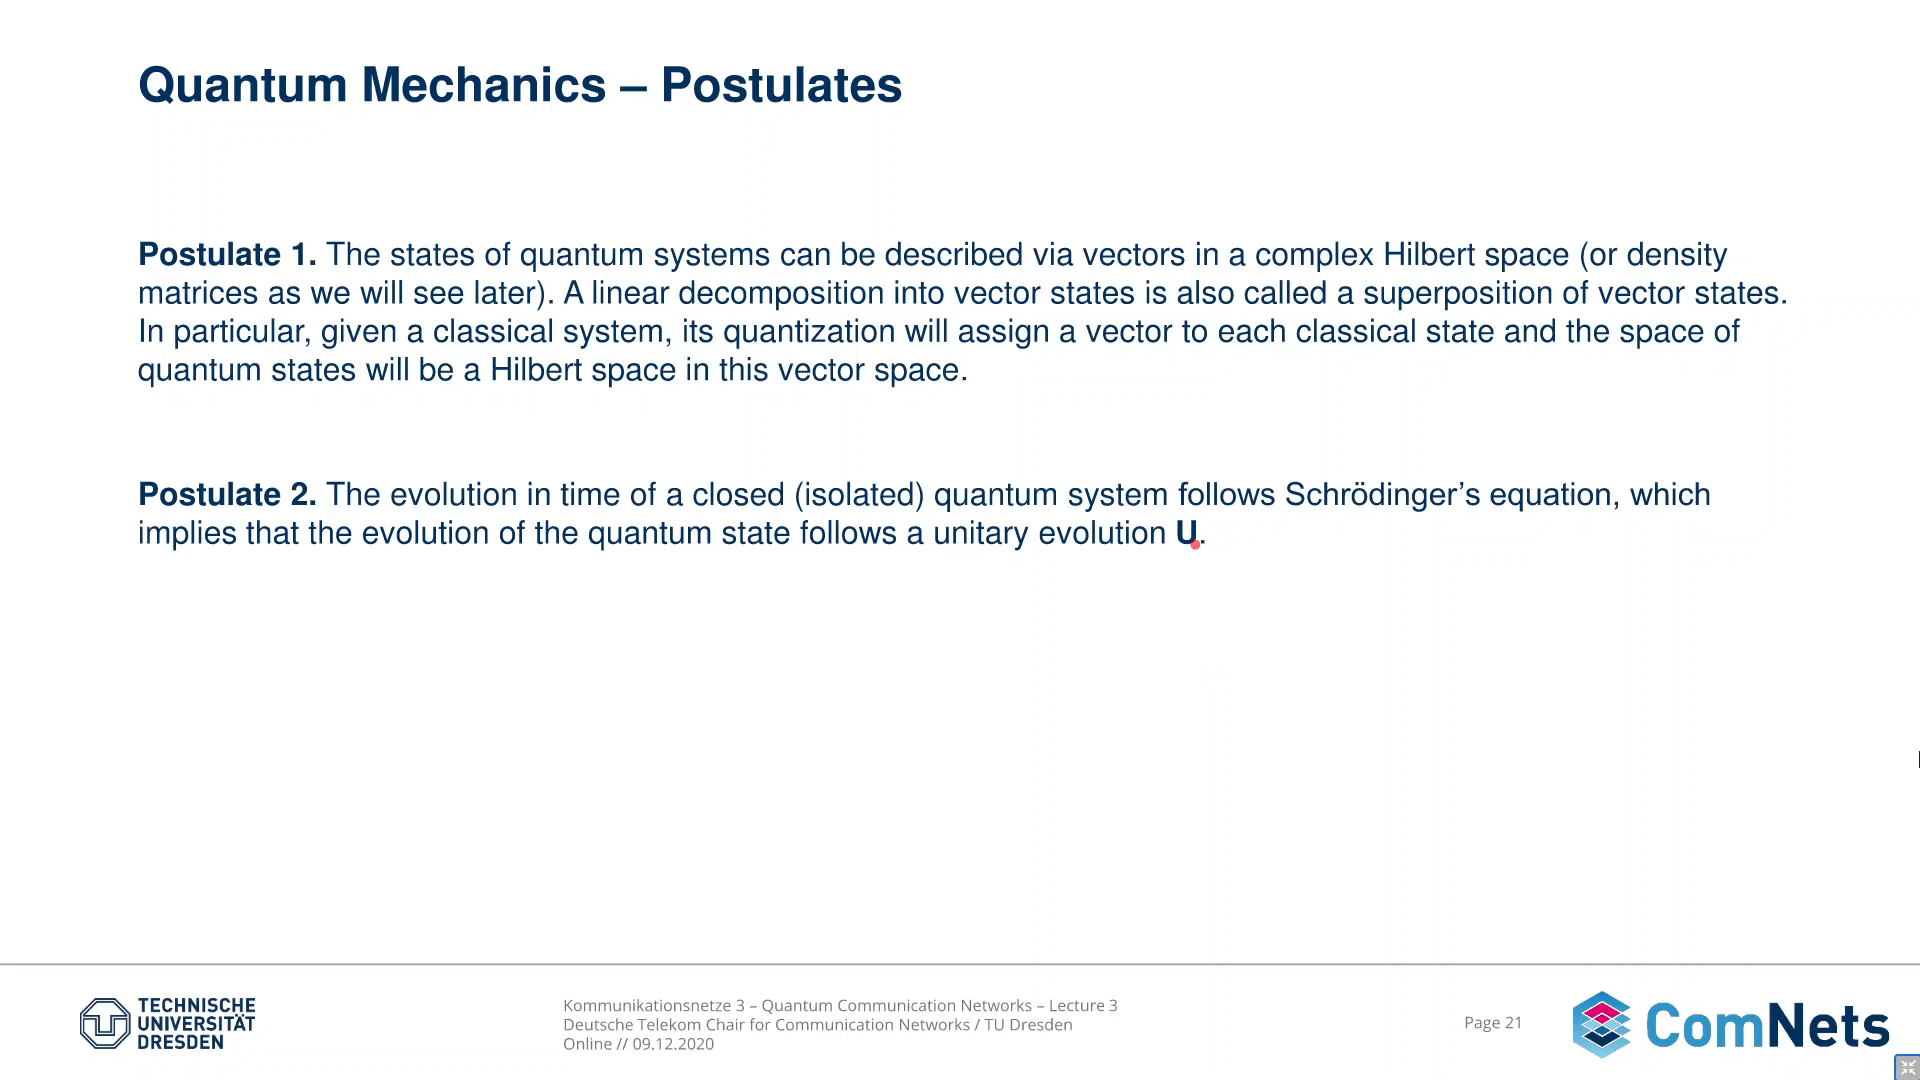 Quantum Mechanics – Postulates
Postulate 1. The states of quantum systems can be described via vectors in a complex Hilbert space (or density
matrices as we will see later). A linear decomposition into vector states is also called a superposition of vector states.
In particular, given a classical system, its quantization will assign a vector to each classical state and the space of
quantum states will be a Hilbert space in this vector space.
Postulate 2. The evolution in time of a closed (isolated) quantum system follows Schrödinger’s equation, which
implies that the evolution of the quantum state follows a unitary evolution U.
TECHNISCHE
UNIVERSITÄT
DRESDEN
Kommunikationsnetze 3 – Quantum Communication Networks – Lecture 3
Deutsche Telekom Chair for Communication Networks / TU Dresden
Online // 09.12.2020
Page 21
ComNets